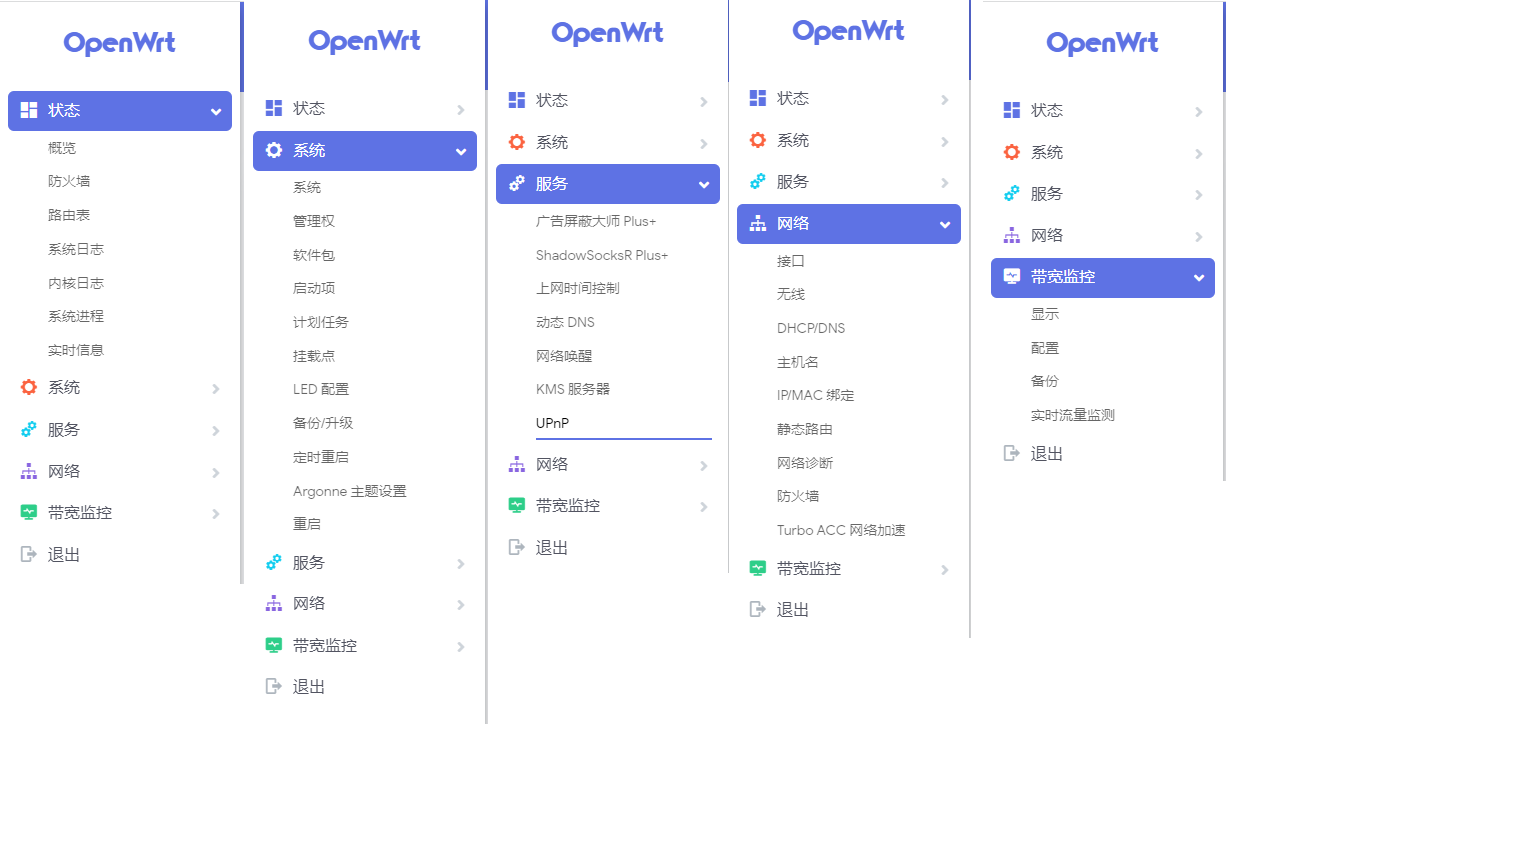 OpenWrt
状态
概览
防火墙
路由表
系统日志
内核日志
系统进程
实时信息
系统
服务
网络
带宽监控
退出
OpenWrt
状态
系统
系统
管理权
软件包
启动项
计划任务
挂载点
LED 配置
备份/升级
定时重启
Argonne 主题设置
重启
服务
网络
带宽监控
退出
OpenWrt
状态
系统
服务
广告屏蔽大师 Plus+
ShadowSocksR Plus+
上网时间控制
动态 DNS
网络唤醒
KMS 服务器
UPnP
网络
带宽监控
退出
OpenWrt
状态
系统
服务
网络
接口
无线
DHCP/DNS
主机名
IP/MAC 绑定
静态路由
网络诊断
防火墙
Turbo ACC 网络加速
带宽监控
退出
OpenWrt
状态
系统
服务
网络
带宽监控
显示
配置
备份
实时流量监测
退出